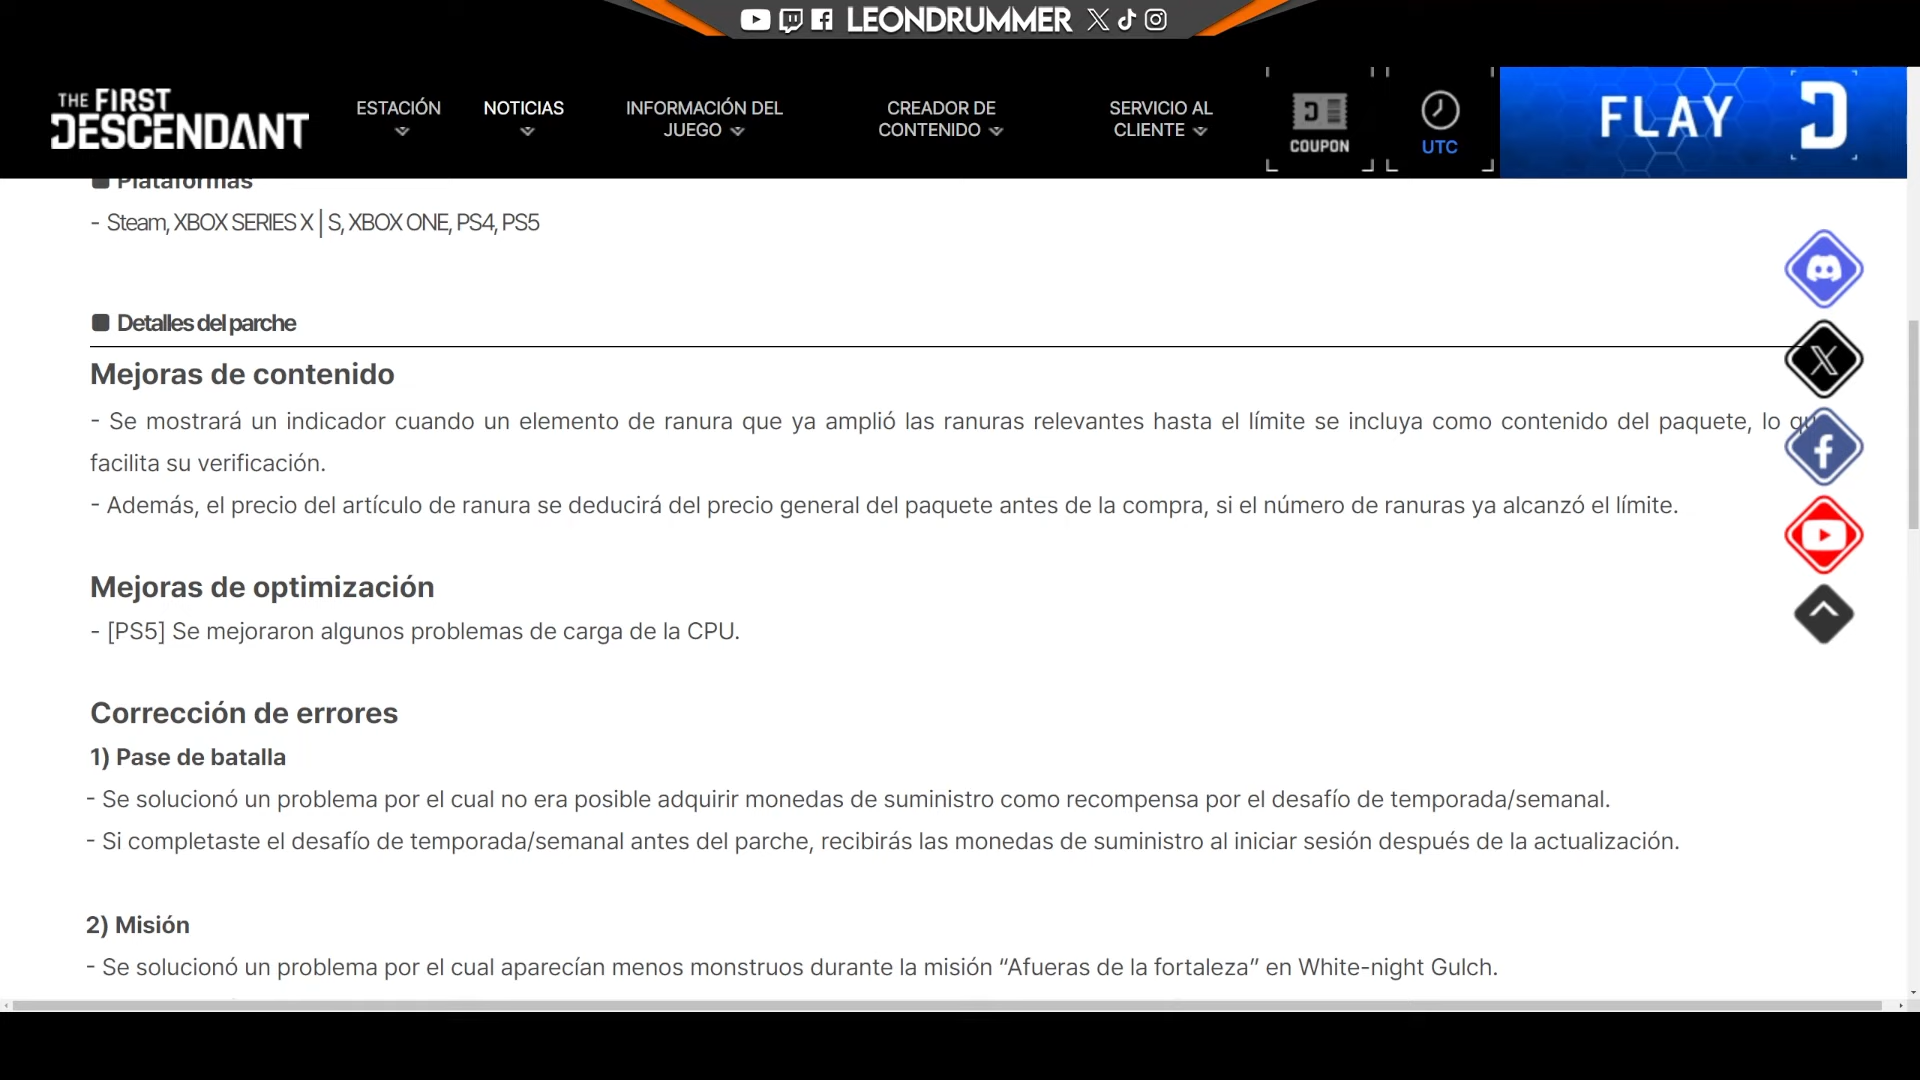 LEONDRUMMER
THE FIRST DESCENDANT
ESTACIÓN
NOTICIAS
INFORMACIÓN DEL JUEGO
CREADOR DE CONTENIDO
SERVICIO AL CLIENTE
COUPON
UTC
FLAY
Plataformas
- Steam, XBOX SERIES X | S, XBOX ONE, PS4, PS5
Detalles del parche
Mejoras de contenido
- Se mostrará un indicador cuando un elemento de ranura que ya amplió las ranuras relevantes hasta el límite se incluya como contenido del paquete, lo qu
facilita su verificación.
- Además, el precio del artículo de ranura se deducirá del precio general del paquete antes de la compra, si el número de ranuras ya alcanzó el límite.
Mejoras de optimización
- [PS5] Se mejoraron algunos problemas de carga de la CPU.
Corrección de errores
1) Pase de batalla
- Se solucionó un problema por el cual no era posible adquirir monedas de suministro como recompensa por el desafío de temporada/semanal.
- Si completaste el desafío de temporada/semanal antes del parche, recibirás las monedas de suministro al iniciar sesión después de la actualización.
2) Misión
- Se solucionó un problema por el cual aparecían menos monstruos durante la misión “Afueras de la fortaleza” en White-night Gulch.